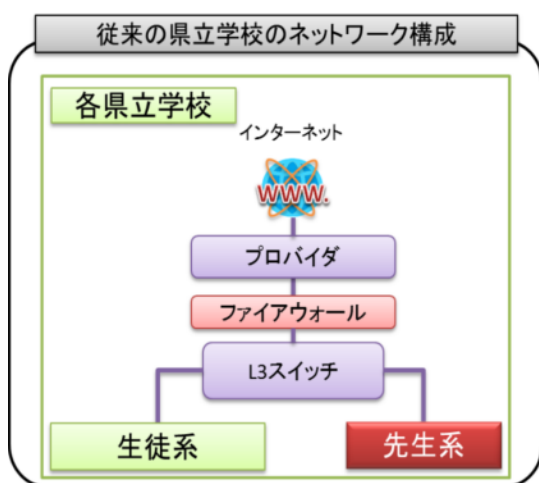 従来の県立学校のネットワーク構成
各県立学校
インターネット
WWW.
プロバイダ
ファイアウォール
L3スイッチ
生徒系
先生系